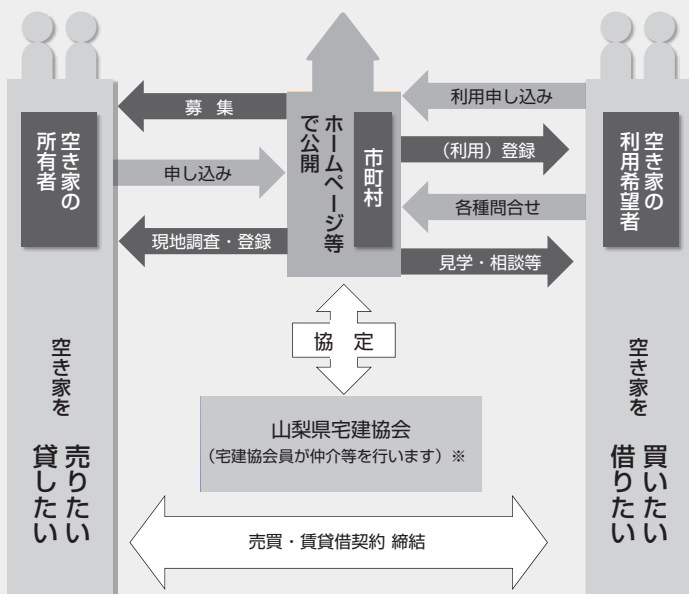 空き家の
所有者
空き家を
売りたい
貸したい
募 集
申し込み
現地調査・登録
市町村
ホームページ等
で公開
利用申し込み
(利用)登録
各種問合せ
見学・相談等
空き家の
利用希望者
空き家を
買いたい
借りたい
協 定
山梨県宅建協会
(宅建協会員が仲介等を行います)※
売買・賃貸借契約 締結